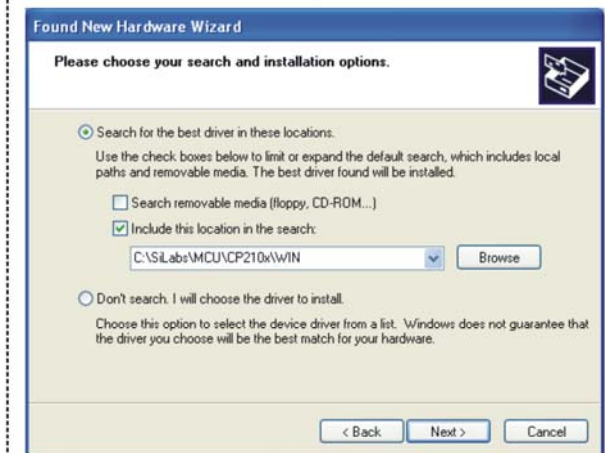 Found New Hardware Wizard
Please choose your search and installation options.
Search for the best driver in these locations.
Use the check boxes below to limit or expand the default search, which includes local
paths and removable media. The best driver found will be installed.
Search removable media (floppy, CD-ROM...)
Include this location in the search:
C:\SiLabs\MCU\CP210x\WIN
Browse
Don't search. I will choose the driver to install.
Choose this option to select the device driver from a list. Windows does not guarantee that
the driver you choose will be the best match for your hardware.
< Back Next > Cancel